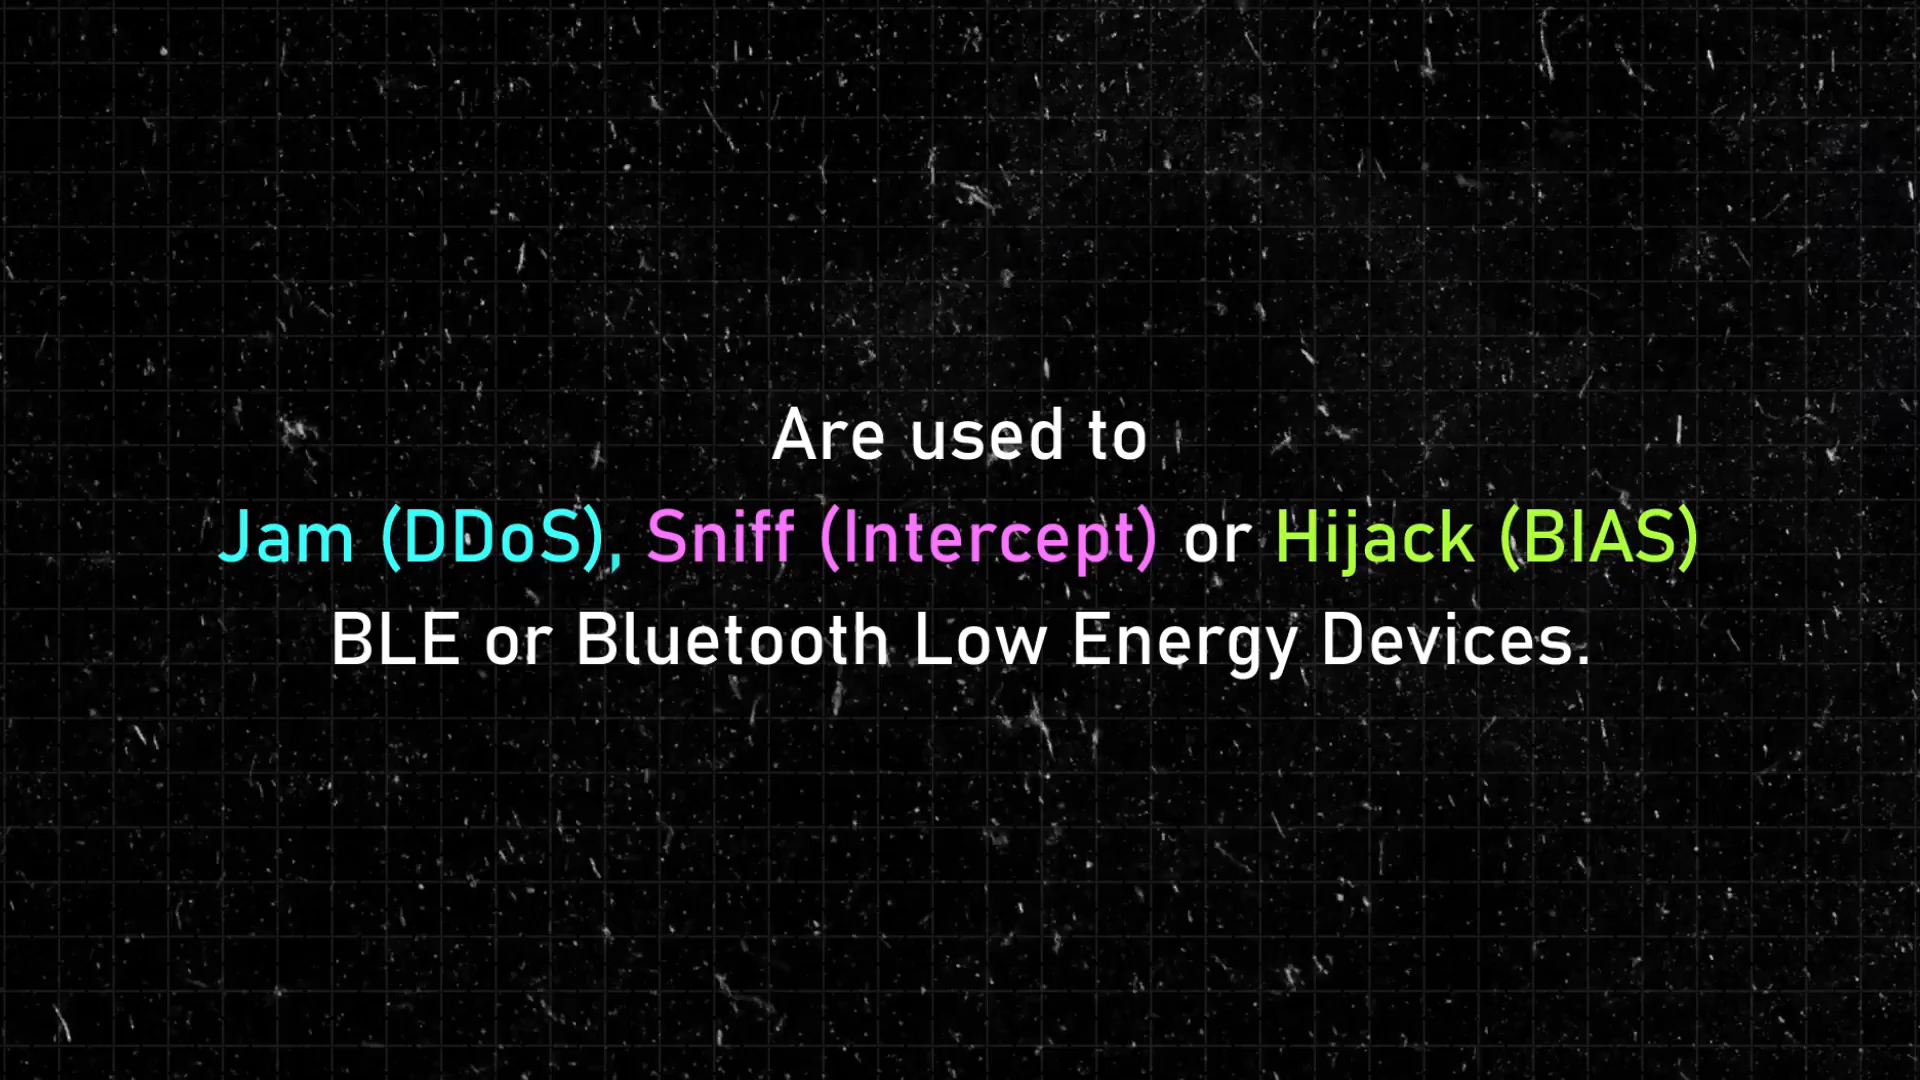 Are used to
Jam (DDoS), Sniff (Intercept) or Hijack (BIAS)
BLE or Bluetooth Low Energy Devices.